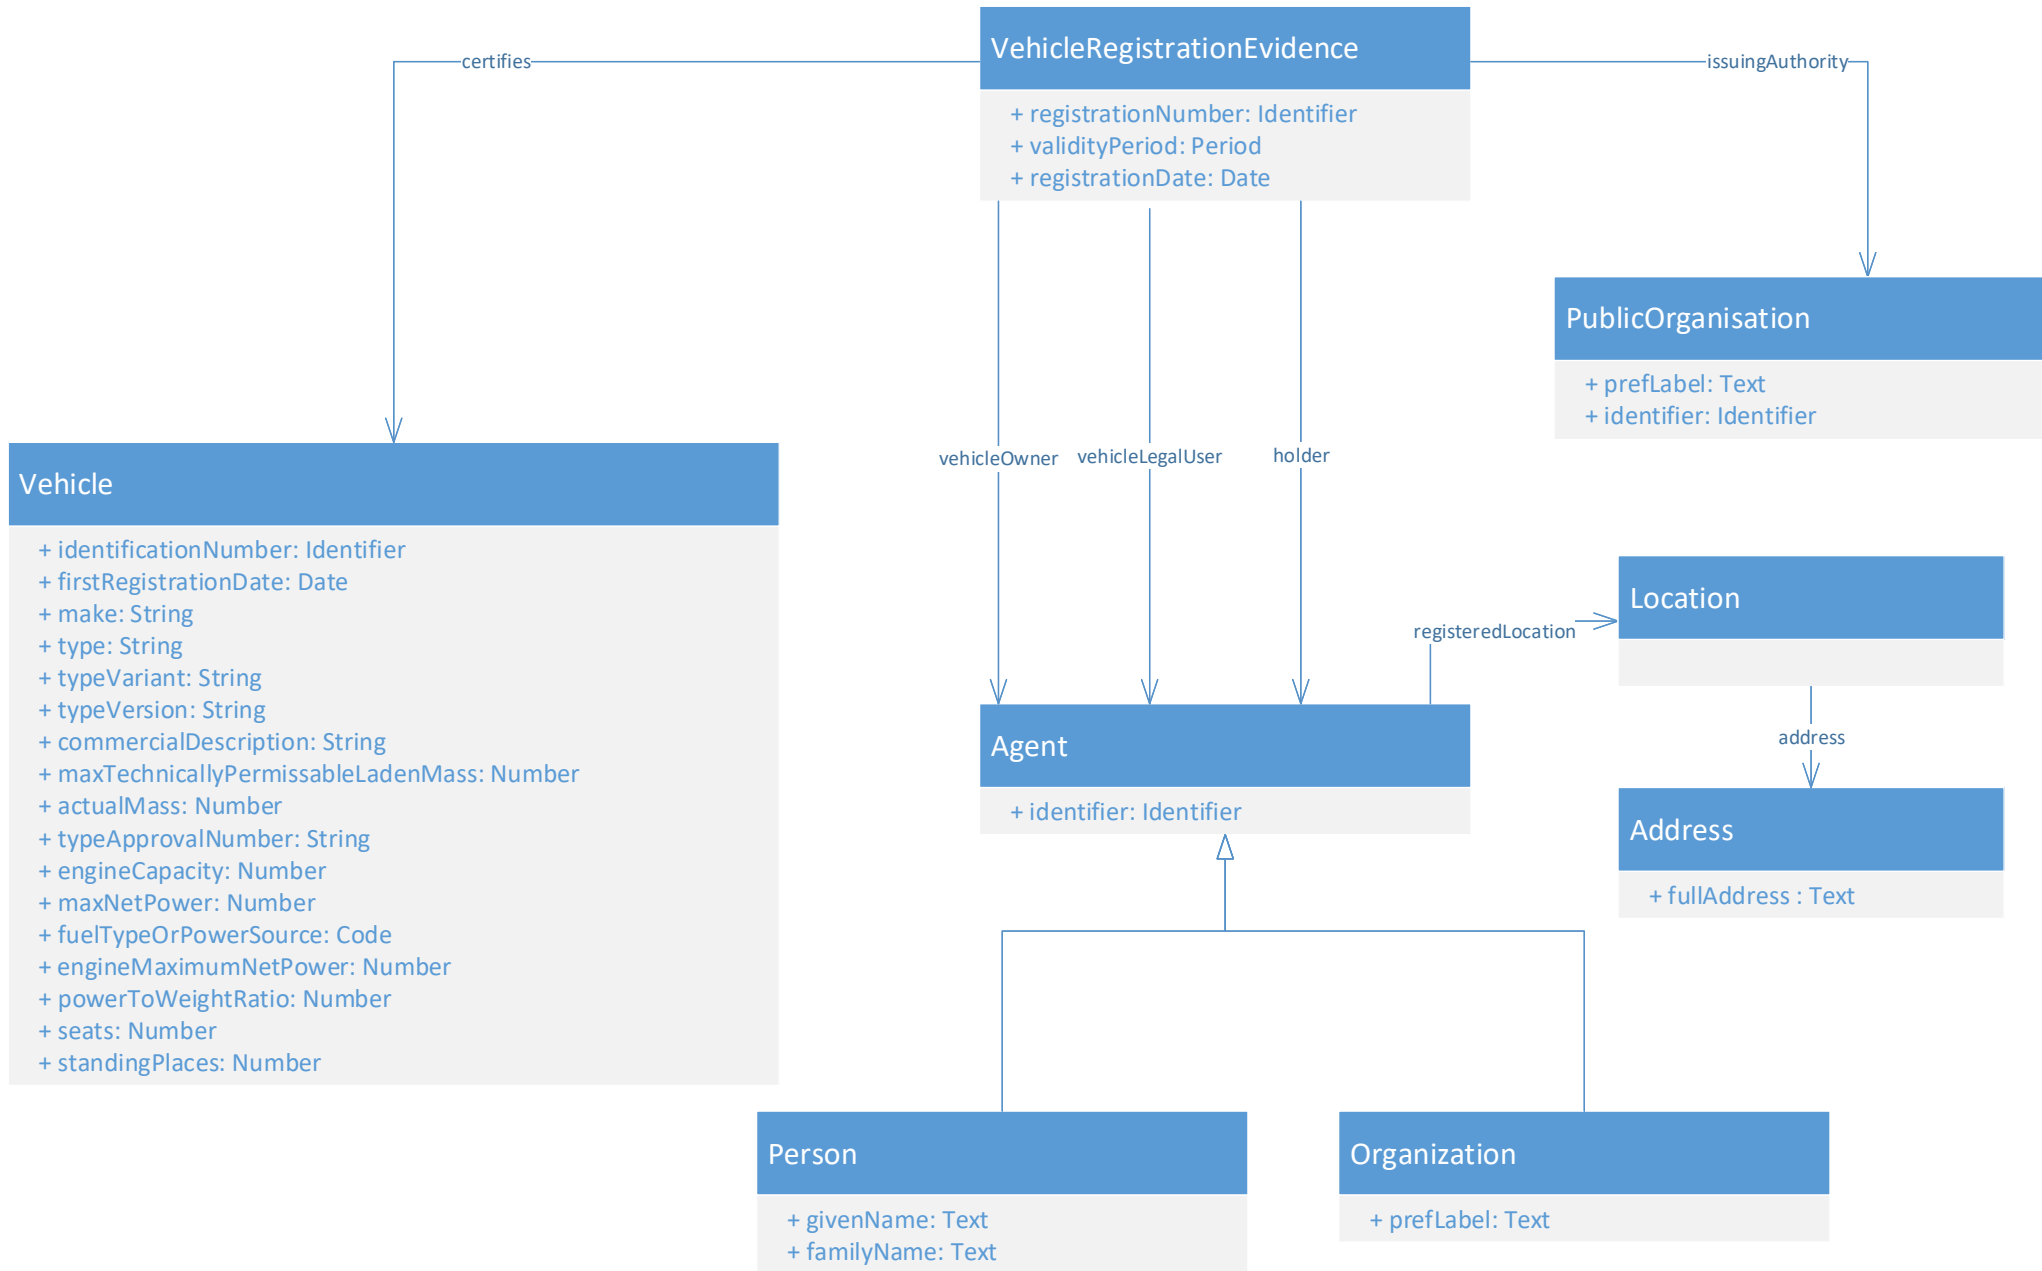 VehicleRegistrationEvidence
+ registrationNumber: Identifier
+ validityPeriod: Period
+ registrationDate: Date
certifies
issuingAuthority
PublicOrganisation
+ prefLabel: Text
+ identifier: Identifier
vehicleOwner
vehicleLegalUser
holder
Vehicle
+ identificationNumber: Identifier
+ firstRegistrationDate: Date
+ make: String
+ type: String
+ typeVariant: String
+ typeVersion: String
+ commercialDescription: String
+ maxTechnicallyPermissableLadenMass: Number
+ actualMass: Number
+ typeApprovalNumber: String
+ engineCapacity: Number
+ maxNetPower: Number
+ fuelTypeOrPowerSource: Code
+ engineMaximumNetPower: Number
+ powerToWeightRatio: Number
+ seats: Number
+ standingPlaces: Number
registeredLocation
Location
address
Agent
+ identifier: Identifier
Address
+ fullAddress : Text
Person
+ givenName: Text
+ familyName: Text
Organization
+ prefLabel: Text